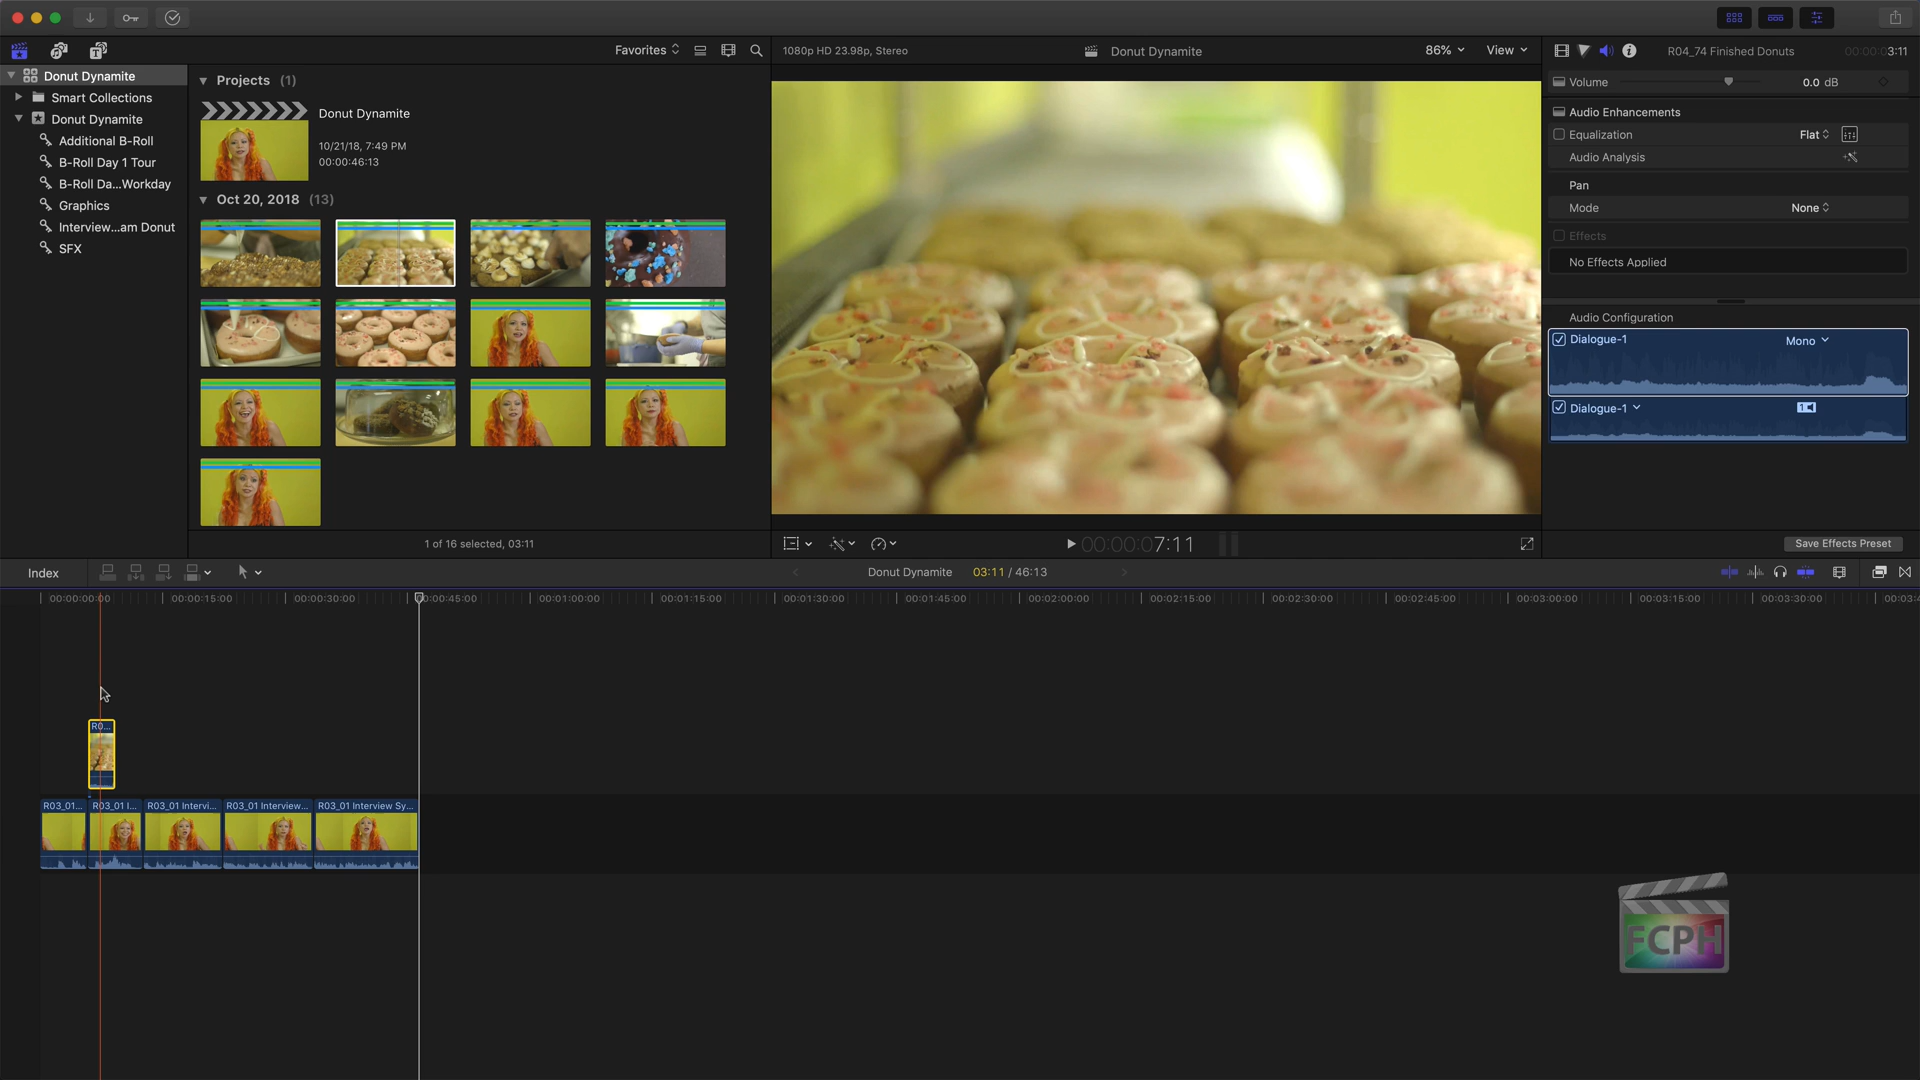 Favorites
1080p HD 23.98p, Stereo
Donut Dynamite
86%
View
R04_74 Finished Donuts
00:00:03:11
Donut Dynamite
Smart Collections
Donut Dynamite
Additional B-Roll
B-Roll Day 1 Tour
B-Roll Da...Workday
Graphics
Interview...am Donut
SFX
Projects (1)
Donut Dynamite
10/21/18, 7:49 PM
00:00:46:13
Oct 20, 2018 (13)
1 of 16 selected, 03:11
00:00:07:11
Volume
0.0 dB
Audio Enhancements
Equalization
Flat
Audio Analysis
Pan
Mode
None
Effects
No Effects Applied
Audio Configuration
Dialogue-1
Mono
Dialogue-1
1
Save Effects Preset
Index
Donut Dynamite
03:11 / 46:13
00:00:00:00
00:00:15:00
00:00:30:00
00:00:45:00
00:01:00:00
00:01:15:00
00:01:30:00
00:01:45:00
00:02:00:00
00:02:15:00
00:02:30:00
00:02:45:00
00:03:00:00
00:03:15:00
00:03:30:00
00:03:4
R0...
R03_01...
R03_01 I...
R03_01 Intervi...
R03_01 Interview...
R03_01 Interview Sy...
FCPH